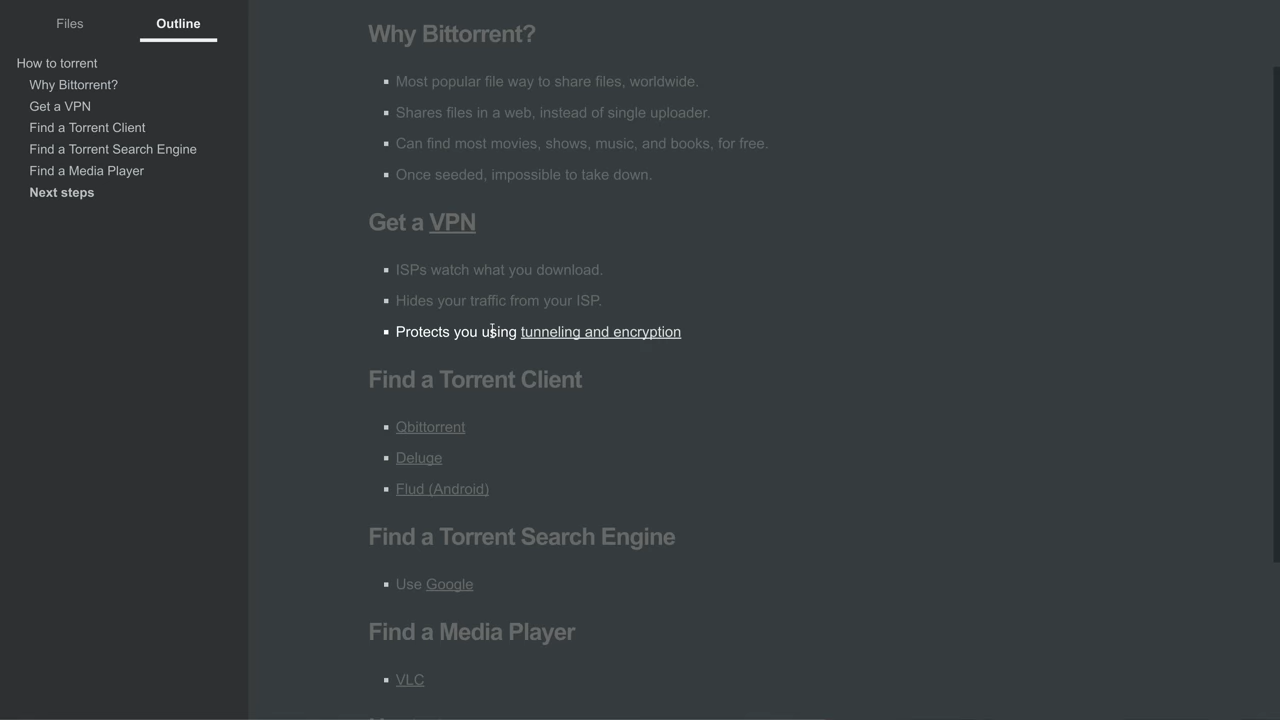 Files
Outline
How to torrent
Why Bittorrent?
Get a VPN
Find a Torrent Client
Find a Torrent Search Engine
Find a Media Player
Next steps
Why Bittorrent?
Most popular file way to share files, worldwide.
Shares files in a web, instead of single uploader.
Can find most movies, shows, music, and books, for free.
Once seeded, impossible to take down.
Get a VPN
ISPs watch what you download.
Hides your traffic from your ISP.
Protects you using tunneling and encryption
Find a Torrent Client
Qbittorrent
Deluge
Flud (Android)
Find a Torrent Search Engine
Use Google
Find a Media Player
VLC